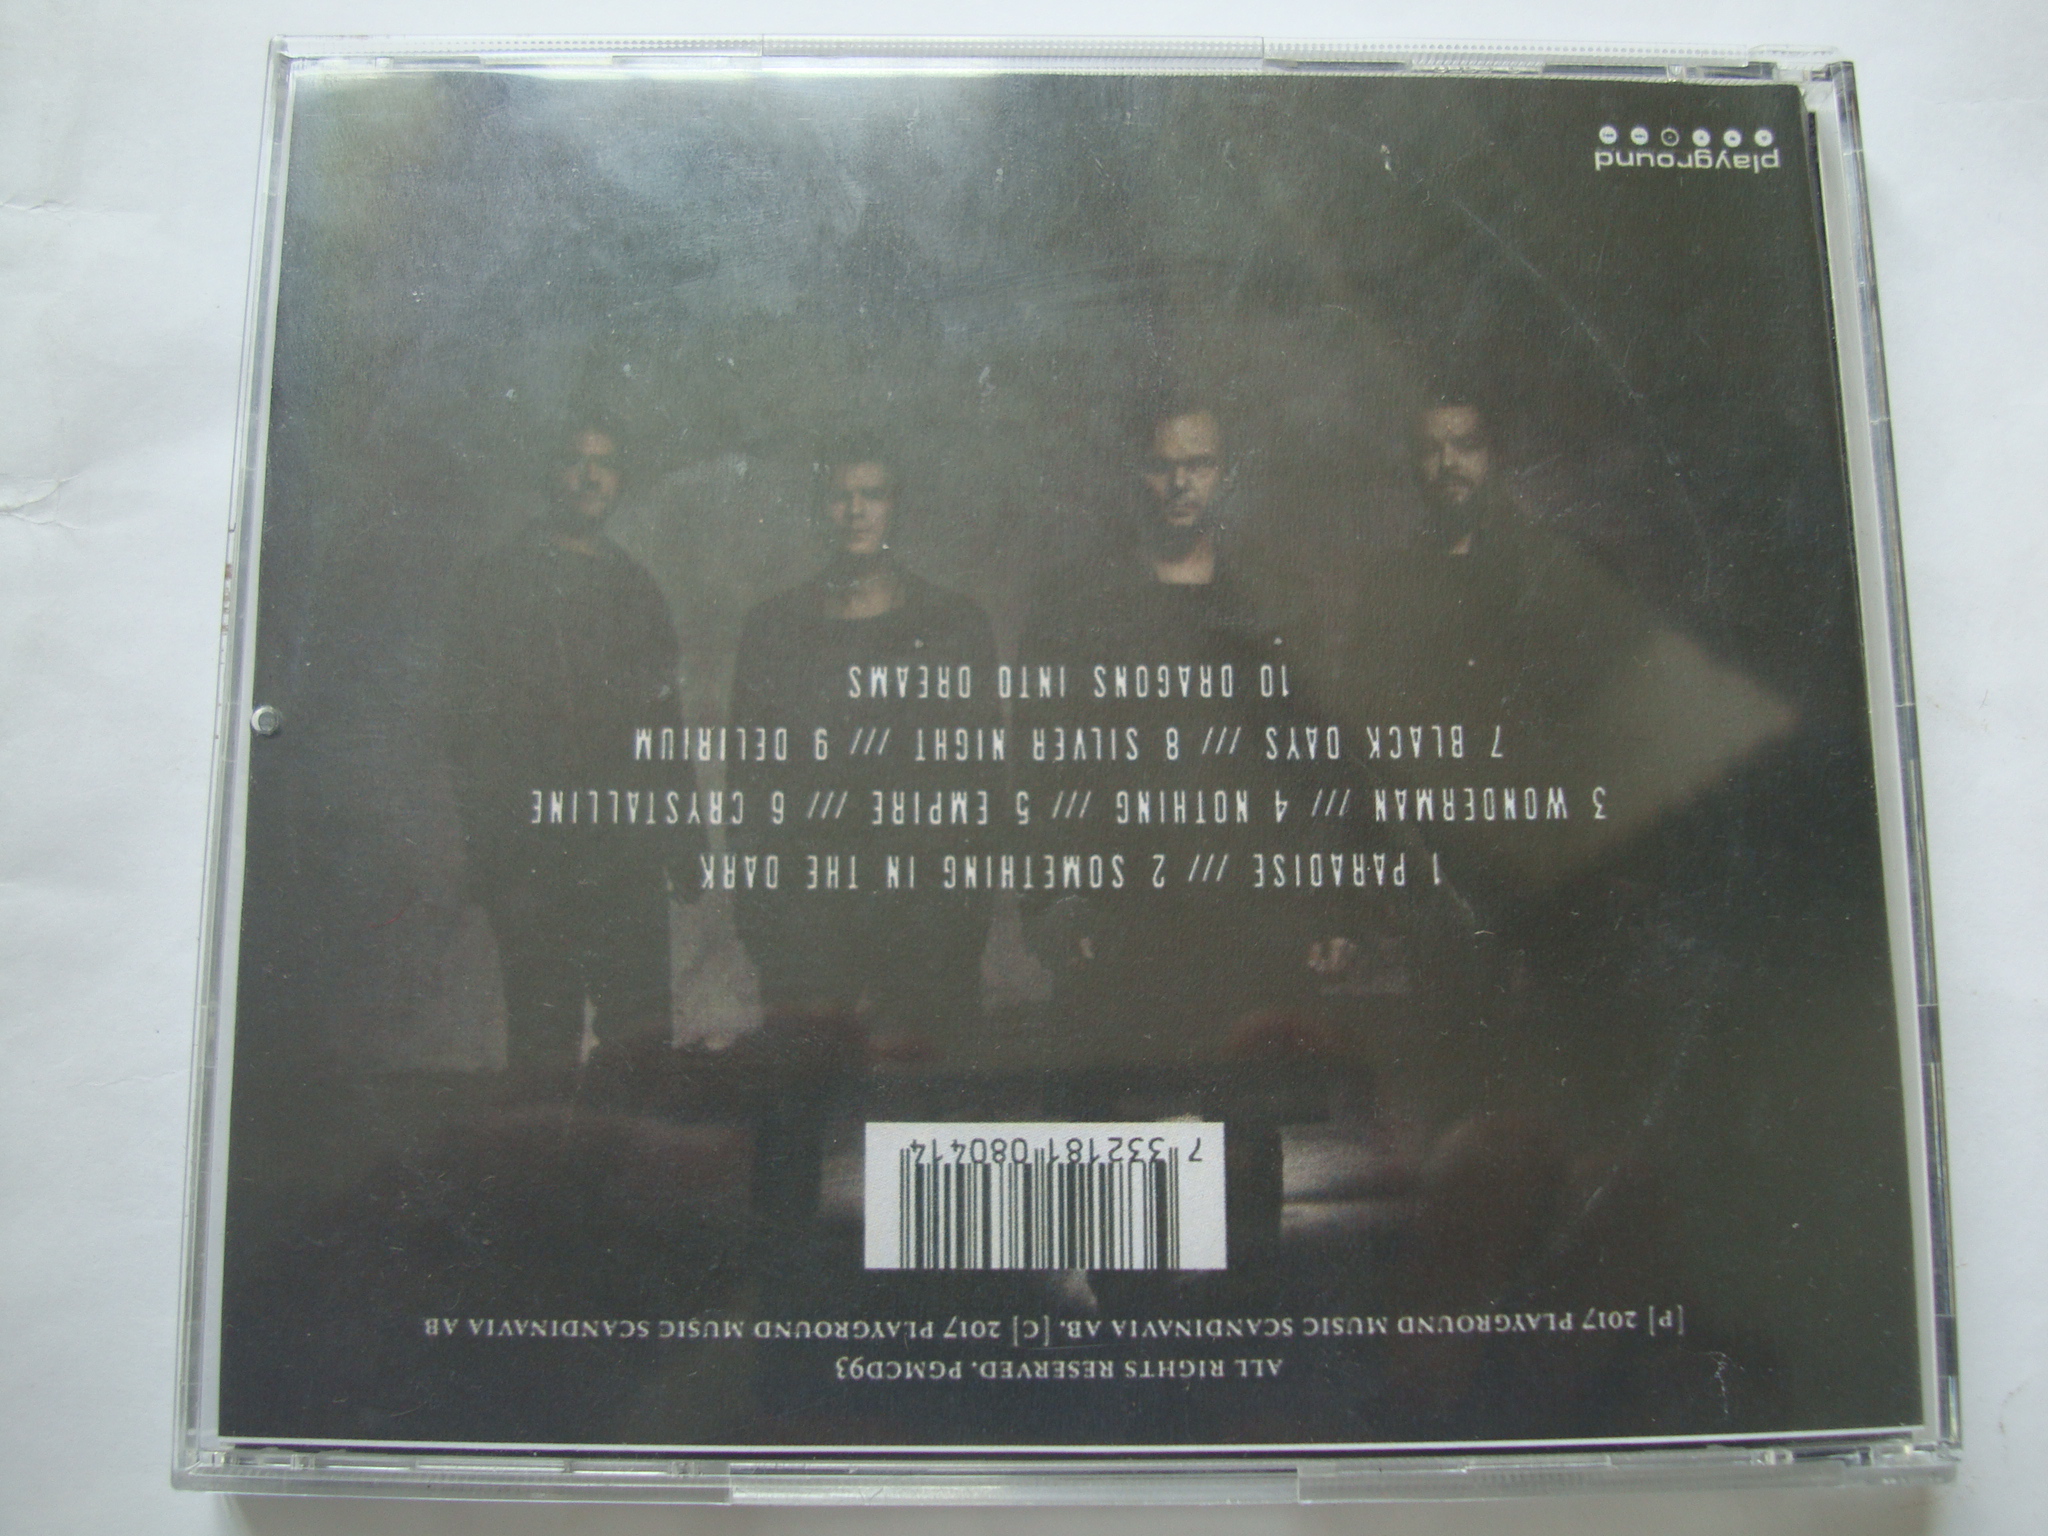 ALL RIGHTS RESERVED. PGMCD93
[P] 2017 PLAYGROUND MUSIC SCANDINAVIA AB. [C] 2017 PLAYGROUND MUSIC SCANDINAVIA AB
7 332181 080414
1 PARADISE /// 2 SOMETHING IN THE DARK
3 WONDERMAN /// 4 NOTHING /// 5 EMPIRE /// 6 CRYSTALLINE
7 BLACK DAYS /// 8 SILVER NIGHT /// 9 DELIRIUM
10 DRAGONS INTO DREAMS
playground